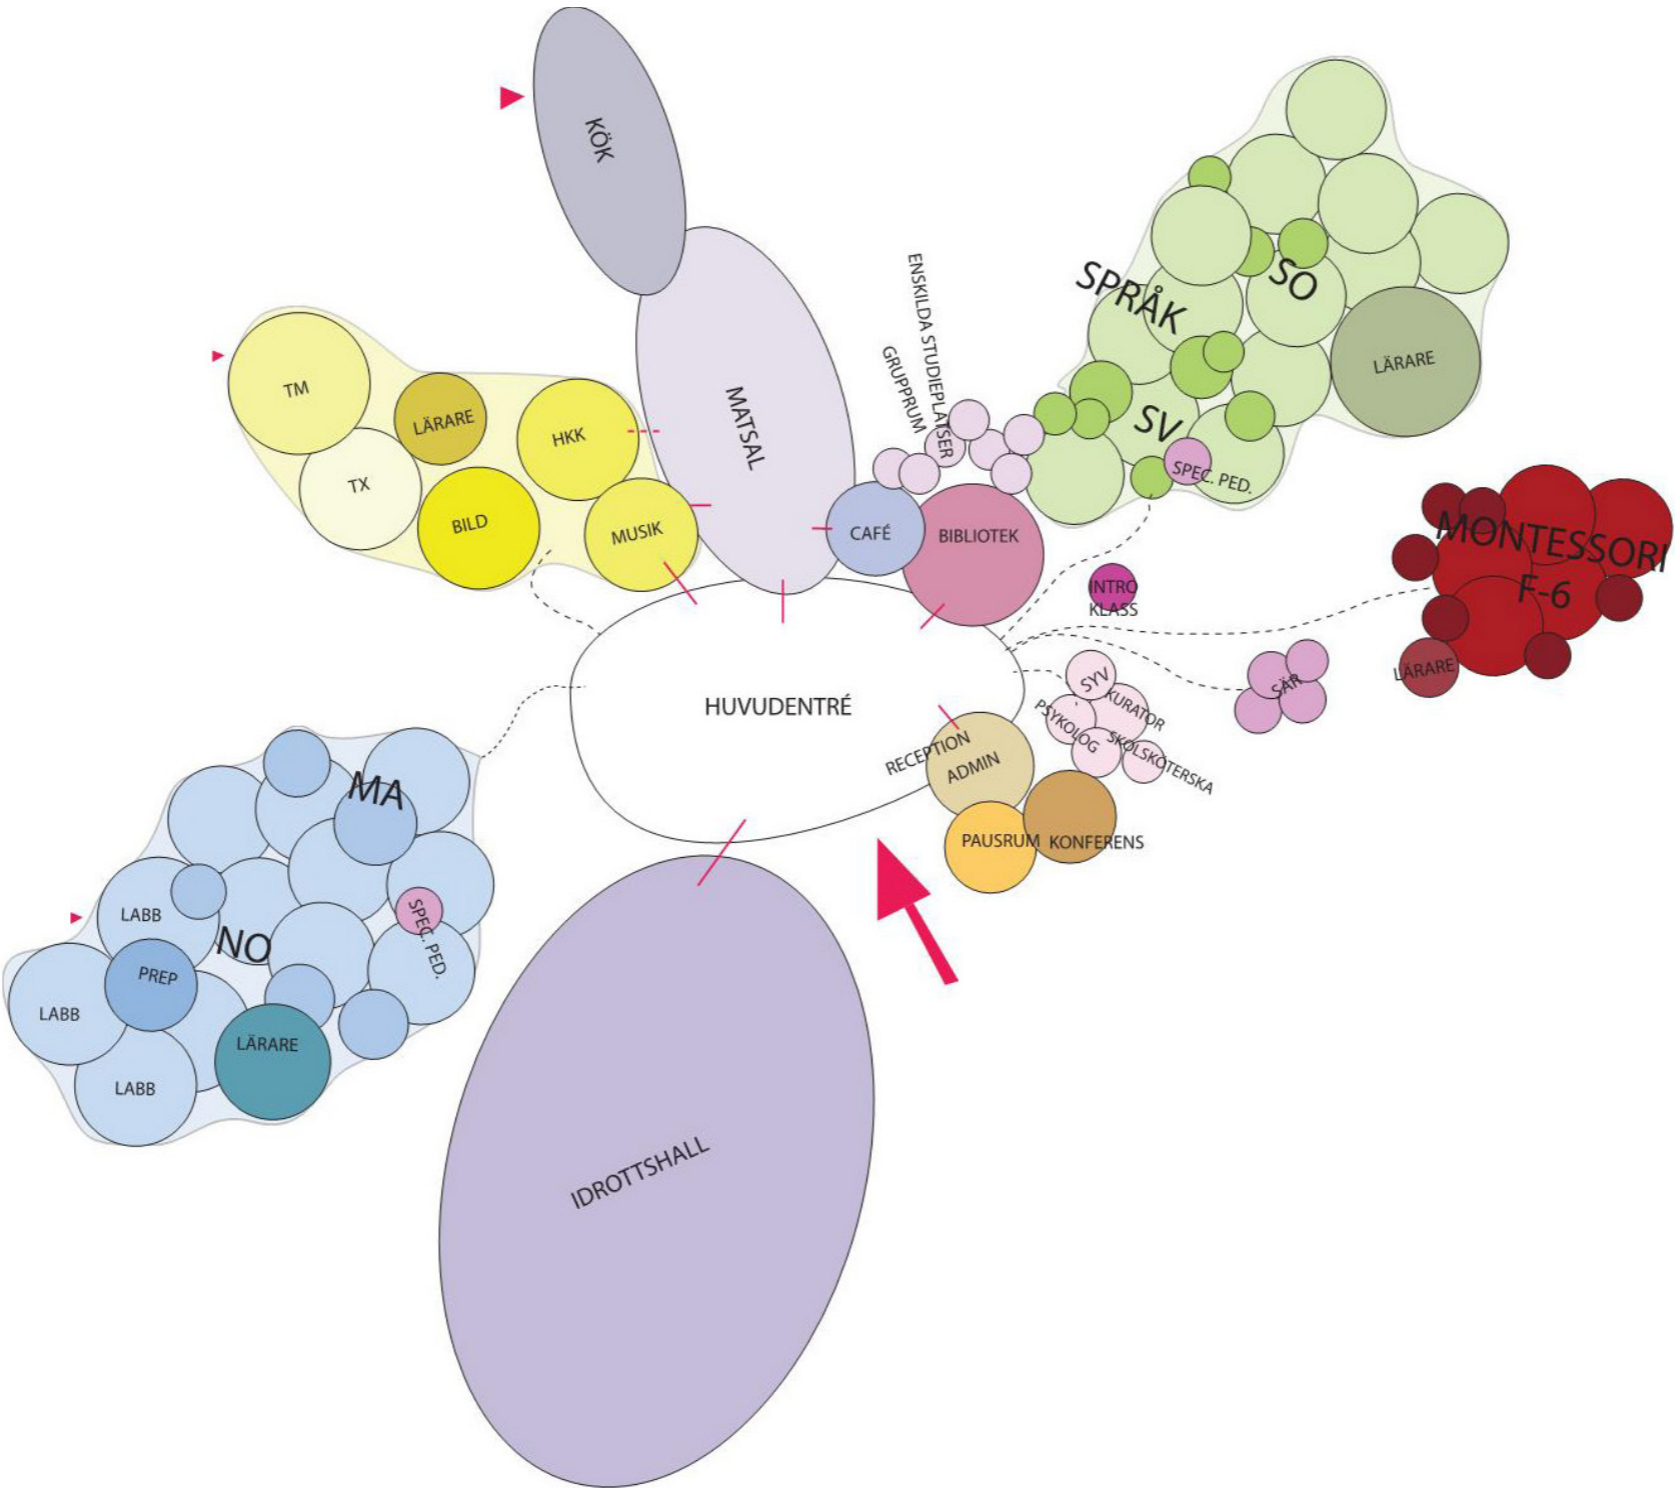 KÖK
MATSAL
TM
LÄRARE
HKK
TX
BILD
MUSIK
ENSKILDA STUDIEPLATSER
GRUPPRUM
CAFÉ
BIBLIOTEK
SPRÅK
SO
LÄRARE
SV
SPEC. PED.
INTRO
KLASS
MONTESSORI
F-6
LÄRARE
SÄR
HUVUDENTRÉ
SYV
KURATOR
PSYKOLOG
SKOLSKÖTERSKA
RECEPTION
ADMIN
PAUSRUM
KONFERENS
MA
LABB
NO
SPEC. PED.
PREP
LABB
LÄRARE
LABB
IDROTTSHALL